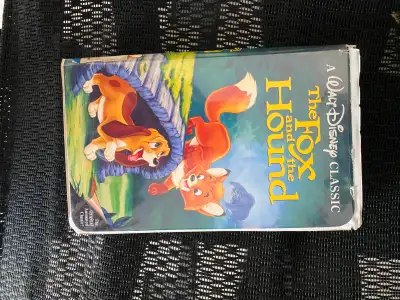 A WALT DISNEY CLASSIC
The Fox
and the
Hound